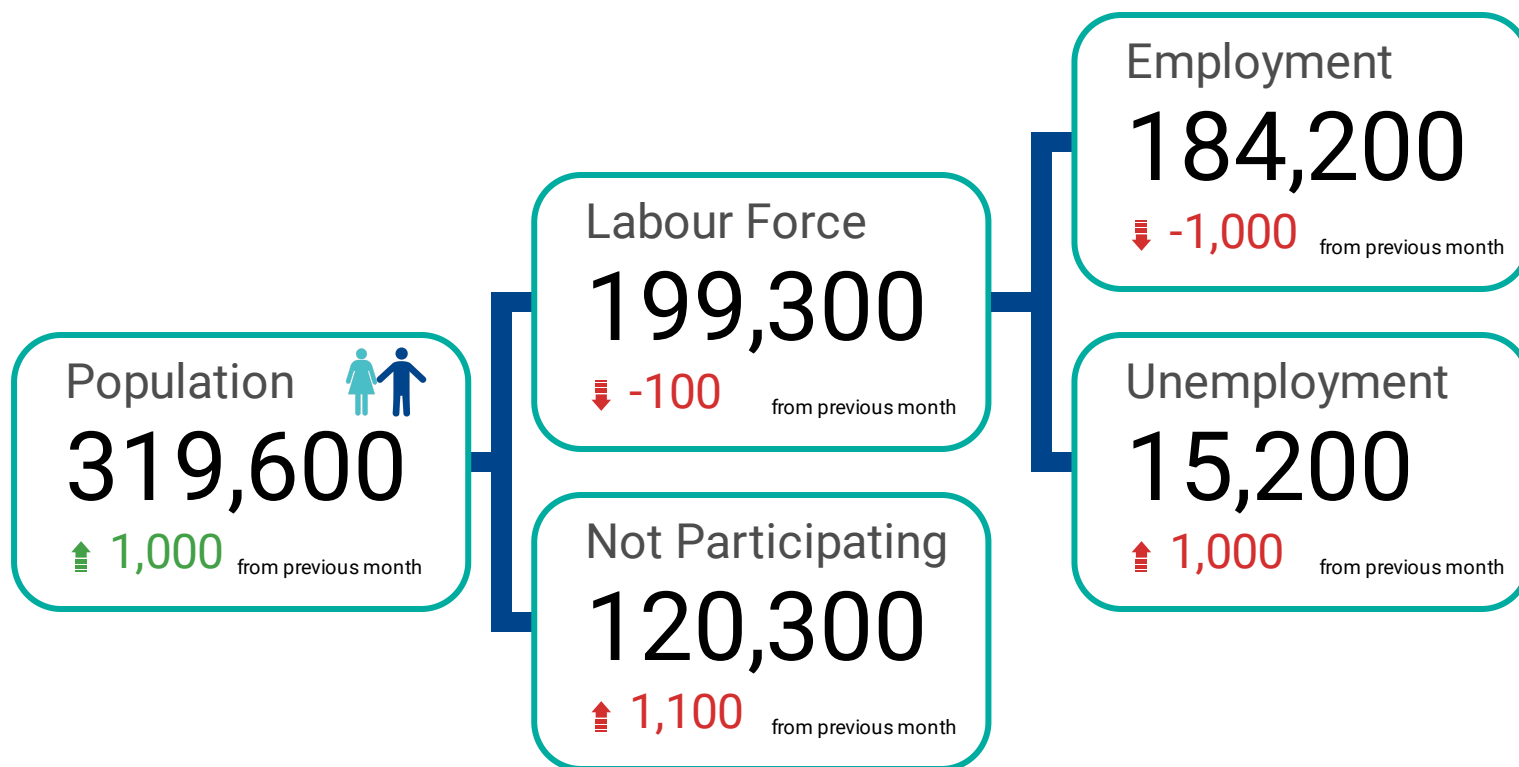 Population
319,600
1,000 from previous month
Labour Force
199,300
-100 from previous month
Not Participating
120,300
1,100 from previous month
Employment
184,200
-1,000 from previous month
Unemployment
15,200
1,000 from previous month